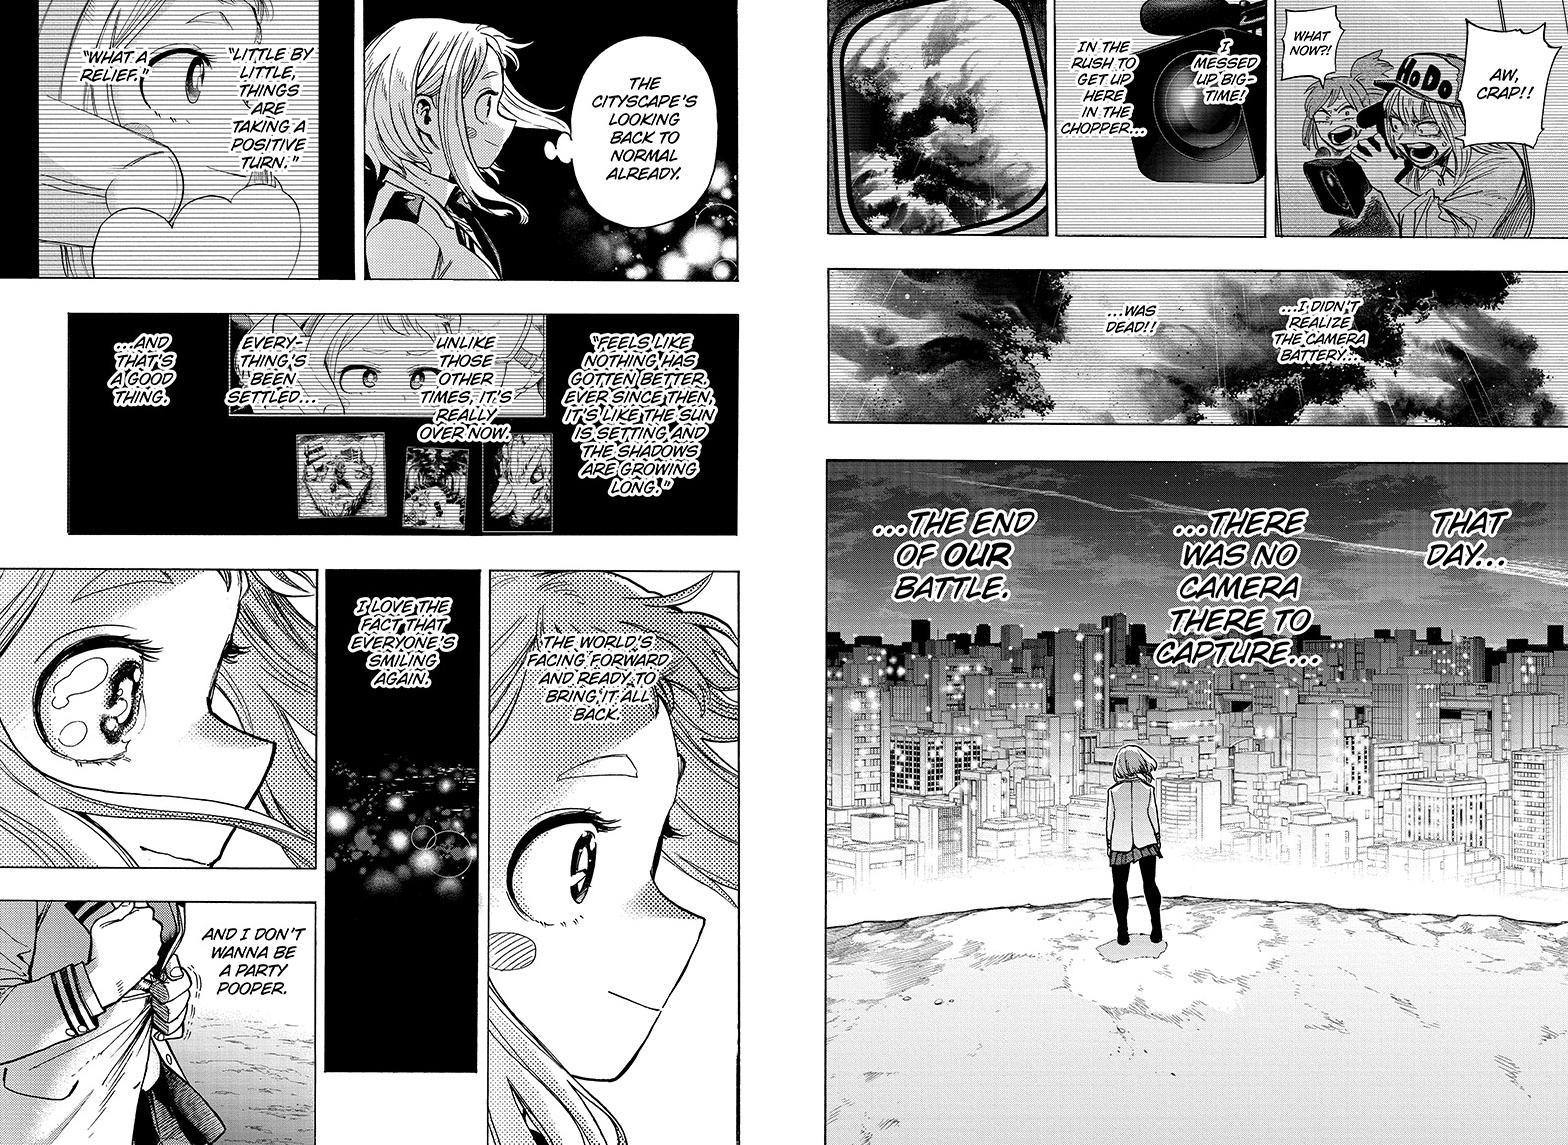 AW,
CRAP!!
HODO
WHAT
NOW?!
I
MESSED
UP BIG-
TIME!
IN THE
RUSH TO
GET UP
HERE
IN THE
CHOPPER...
...I DIDN'T
REALIZE
THE CAMERA
BATTERY...
...WAS
DEAD!!
THAT
DAY...
...THERE
WAS NO
CAMERA
THERE TO
CAPTURE...
...THE END
OF OUR
BATTLE.
THE
CITYSCAPE'S
LOOKING
BACK TO
NORMAL
ALREADY.
"LITTLE BY
LITTLE,
THINGS
ARE
TAKING A
POSITIVE
TURN."
"WHAT A
RELIEF."
"FEELS LIKE
NOTHING HAS
GOTTEN BETTER.
EVER SINCE THEN,
IT'S LIKE THE SUN
IS SETTING AND
THE SHADOWS
ARE GROWING
LONG."
UNLIKE
THOSE
OTHER
TIMES, IT'S
REALLY
OVER NOW.
EVERY-
THING'S
BEEN
SETTLED...
...AND
THAT'S
A GOOD
THING.
THE WORLD'S
FACING FORWARD
AND READY TO
BRING IT ALL
BACK.
I LOVE THE
FACT THAT
EVERYONE'S
SMILING
AGAIN.
AND I DON'T
WANNA BE
A PARTY
POOPER.